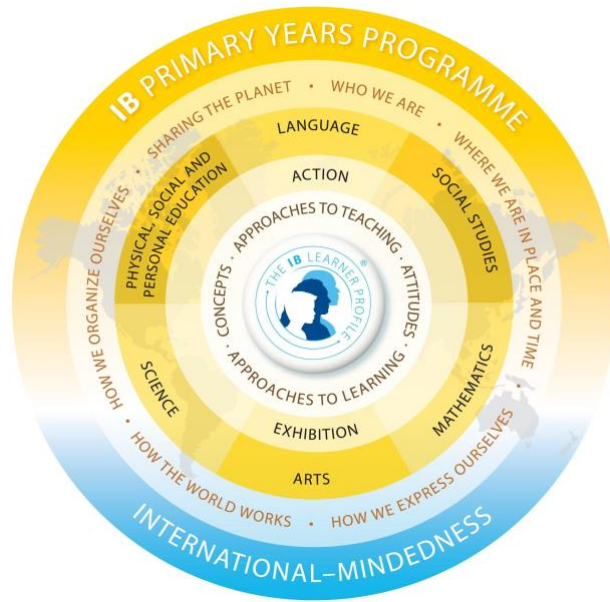 IB PRIMARY YEARS PROGRAMME
SHARING THE PLANET • WHO WE ARE • WHERE WE ARE IN PLACE AND TIME • HOW WE EXPRESS OURSELVES • HOW THE WORLD WORKS • HOW WE ORGANIZE OURSELVES •
LANGUAGE
SOCIAL STUDIES
MATHEMATICS
ARTS
SCIENCE
PHYSICAL, SOCIAL AND
PERSONAL EDUCATION
ACTION
EXHIBITION
APPROACHES TO TEACHING • ATTITUDES • APPROACHES TO LEARNING • CONCEPTS •
THE IB LEARNER PROFILE ®
INTERNATIONAL–MINDEDNESS